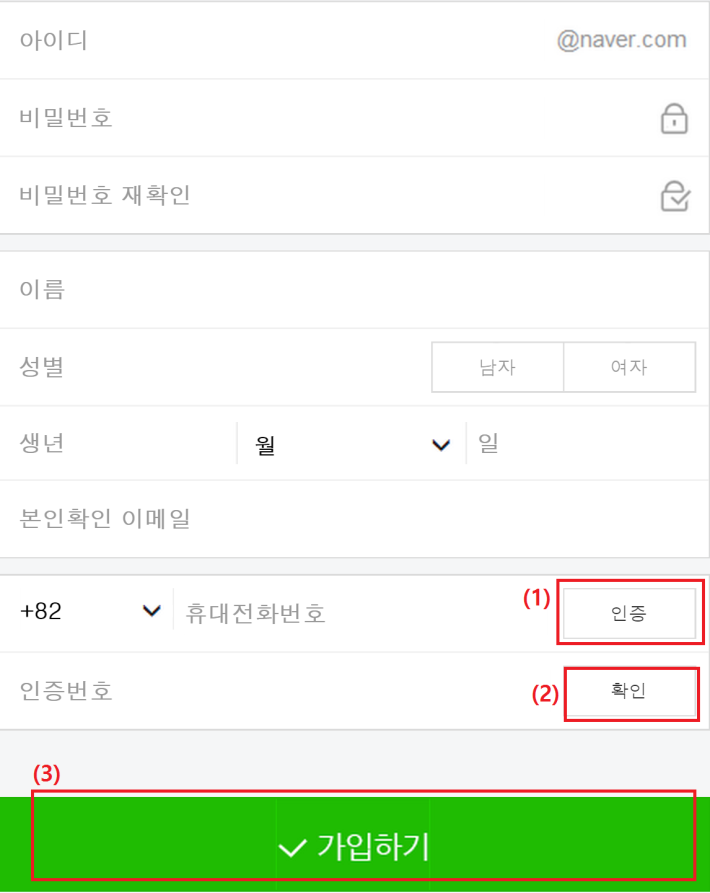 아이디 @naver.com
비밀번호
비밀번호 재확인
이름
성별 남자 여자
생년 월 일
본인확인 이메일
+82 휴대전화번호 (1) 인증
인증번호 (2) 확인
(3)
가입하기